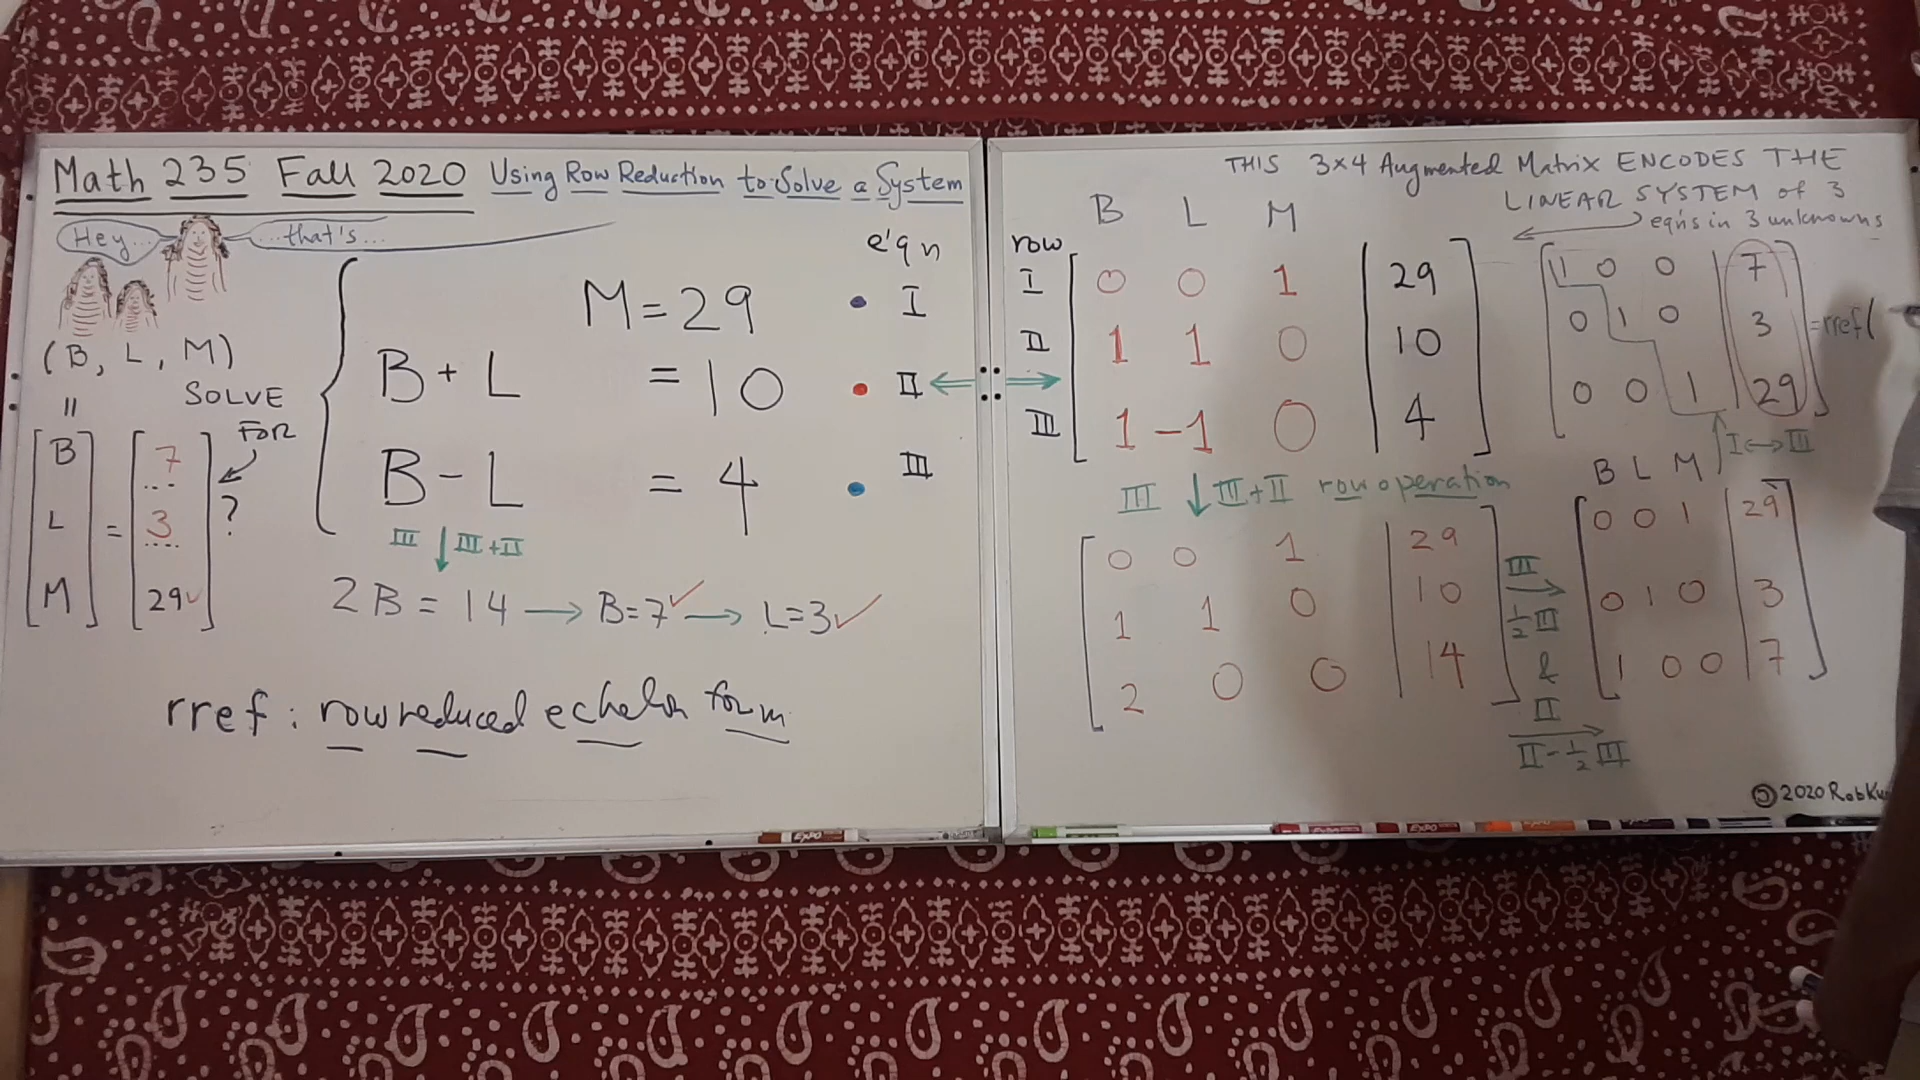 Math 235 Fall 2020 Using Row Reduction to Solve a System
Hey... ...that's...
e'qn
M = 29 • I
B + L = 10 • II
B - L = 4 • III
(B, L, M)
=
SOLVE
FOR
?
[B L M] = [7 3 29✓]
III ↓ III+II
2B = 14 → B=7✓ → L=3✓
rref: row reduced echelon form
THIS 3×4 Augmented Matrix ENCODES THE
LINEAR SYSTEM of 3
eq'ns in 3 unknowns
row B L M
I 0 0 1 | 29
II 1 1 0 | 10
III 1 -1 0 | 4
III ↓ III+II row operation
0 0 1 | 29
1 1 0 | 10
2 0 0 | 14
III
→
½ III
&
II
→
II - ½ III
B L M
0 0 1 | 29
0 1 0 | 3
1 0 0 | 7
I ↔ III
1 0 0 | 7
0 1 0 | 3
0 0 1 | 29
= rref(
© 2020 Rob
EXPO
EXPO